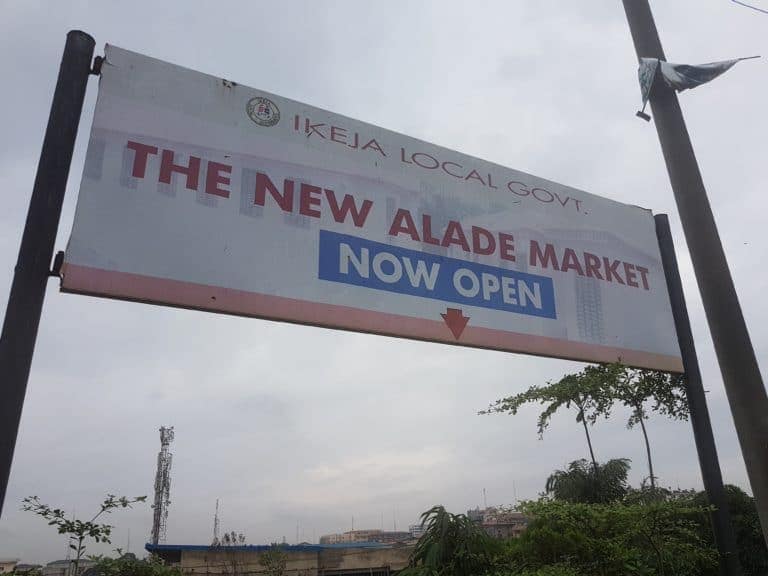 IKEJA LOCAL GOVT.
THE NEW ALADE MARKET
NOW OPEN